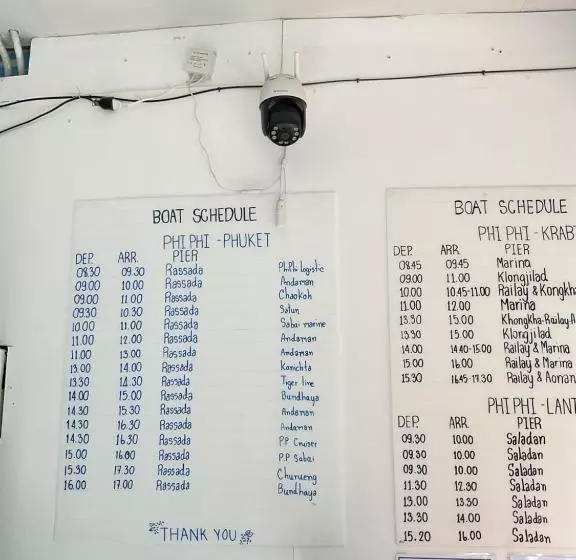 BOAT SCHEDULE
PHI PHI - PHUKET
DEP. ARR. PIER
08.30 09.30 Rassada Phi.Phi logistic
09.00 10.00 Rassada Andaman
09.00 11.00 Rassada Chaokoh
09.30 10.30 Rassada Satun
10.00 11.00 Rassada Sabai marine
11.00 12.00 Rassada Andaman
11.00 13.00 Rassada Andaman
13.00 14.00 Rassada Kanichta
13.30 14.30 Rassada Tiger line
14.00 15.00 Rassada Bundhaya
14.30 15.30 Rassada Andaman
14.30 16.30 Rassada Andaman
14.30 16.30 Rassada P.P Cruiser
15.00 16.00 Rassada P.P Sabai
15.30 17.30 Rassada Churueng
16.00 17.00 Rassada Bundhaya
THANK YOU
BOAT SCHEDULE
PHI PHI - KRABI
DEP. ARR. PIER
08.45 09.45 Marina
09.00 11.00 Klongjilad
10.00 10.45-11.00 Railay & Kongkha
11.00 12.00 Marina
13.30 15.00 Khongkha-Railay-A
13.30 15.00 Klongjilad
14.00 14.40-15.00 Railay & Marina
15.00 16.00 Railay & Marina
15.30 16.45-17.30 Railay & Aonan
PHI PHI - LANT
DEP. ARR. PIER
09.30 10.00 Saladan
09.30 10.00 Saladan
09.30 10.00 Saladan
11.30 12.30 Saladan
13.00 13.30 Saladan
13.30 14.00 Saladan
15.20 16.00 Saladan